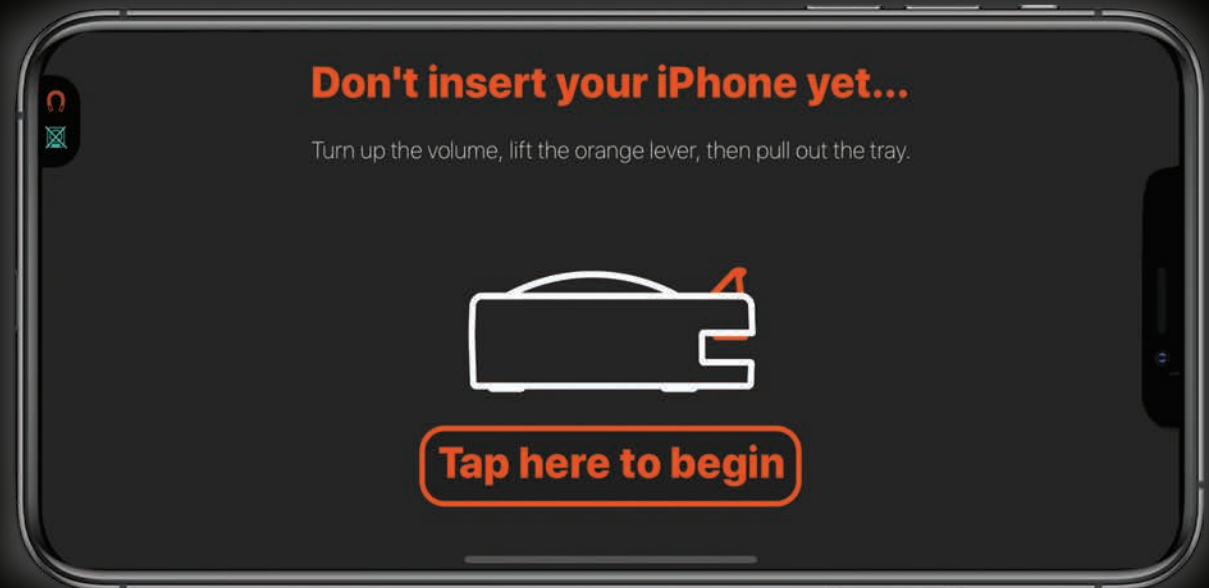 Don't insert your iPhone yet...
Turn up the volume, lift the orange lever, then pull out the tray.
Tap here to begin